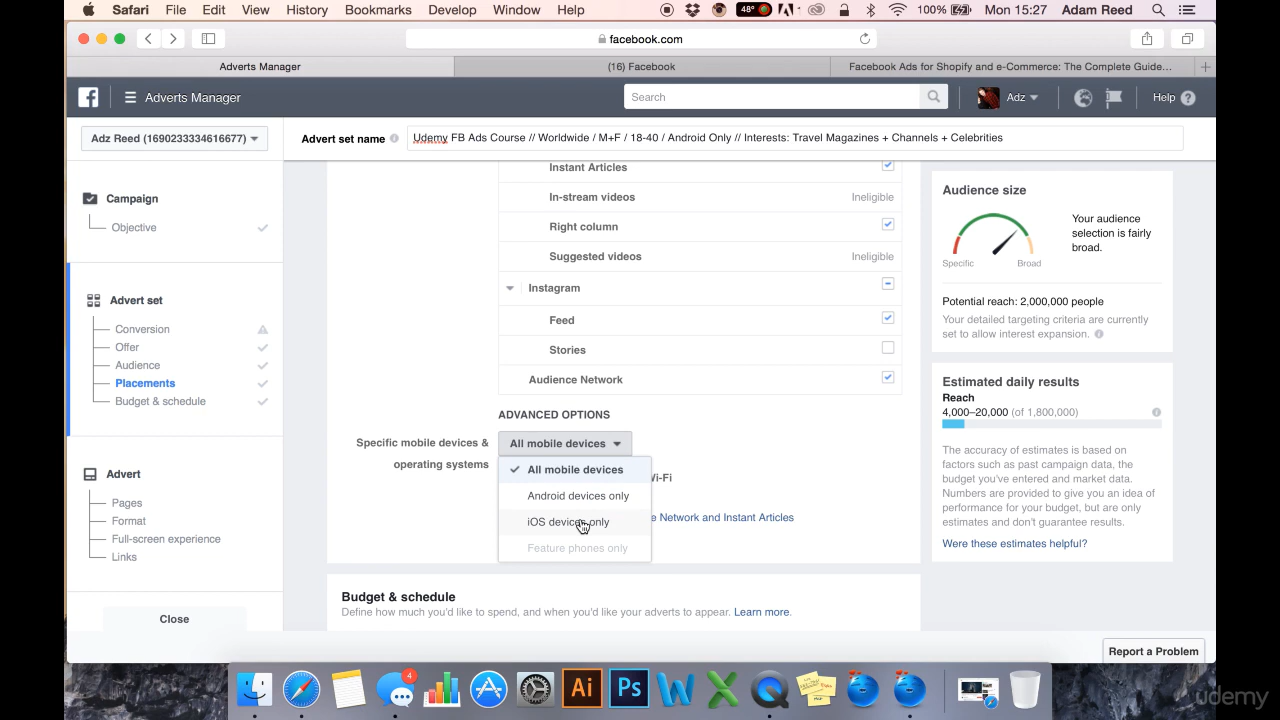 Safari File Edit View History Bookmarks Develop Window Help 48° 100% Mon 15:27 Adam Reed
facebook.com
Adverts Manager (16) Facebook Facebook Ads for Shopify and e-Commerce: The Complete Guide...
Adverts Manager Search Adz Help
Adz Reed (1690233334616677) Advert set name Udemy FB Ads Course // Worldwide / M+F / 18-40 / Android Only // Interests: Travel Magazines + Channels + Celebrities
Campaign
Objective
Advert set
Conversion
Offer
Audience
Placements
Budget & schedule
Advert
Pages
Format
Full-screen experience
Links
Close
Instant Articles
In-stream videos Ineligible
Right column
Suggested videos Ineligible
Instagram
Feed
Stories
Audience Network
ADVANCED OPTIONS
Specific mobile devices &
operating systems
All mobile devices
All mobile devices
Android devices only
iOS devices only
Feature phones only
Wi-Fi
e Network and Instant Articles
Budget & schedule
Define how much you'd like to spend, and when you'd like your adverts to appear. Learn more.
Audience size
Your audience
selection is fairly
broad.
Specific Broad
Potential reach: 2,000,000 people
Your detailed targeting criteria are currently
set to allow interest expansion.
Estimated daily results
Reach
4,000–20,000 (of 1,800,000)
The accuracy of estimates is based on
factors such as past campaign data, the
budget you've entered and market data.
Numbers are provided to give you an idea of
performance for your budget, but are only
estimates and don't guarantee results.
Were these estimates helpful?
Report a Problem
4
Ai Ps
udemy